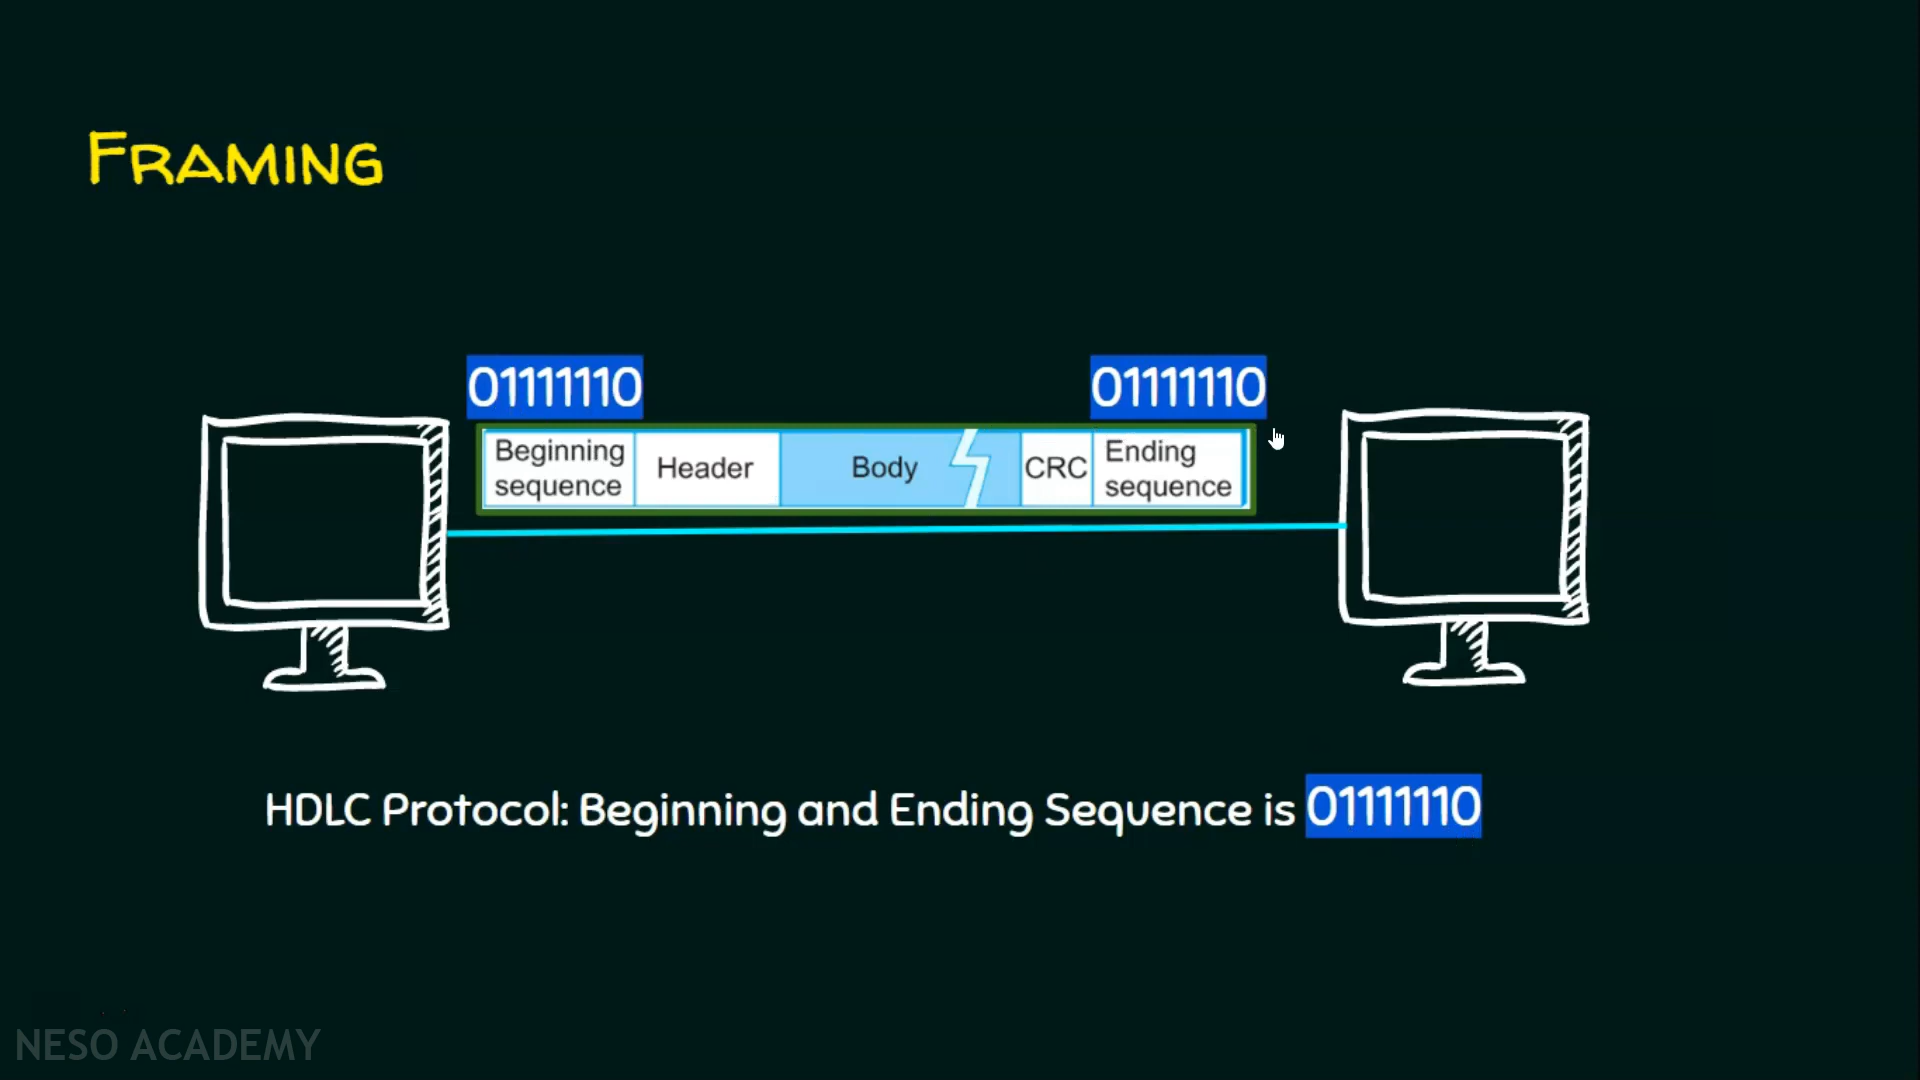 FRAMING
01111110
01111110
Beginning
sequence
Header
Body
CRC
Ending
sequence
HDLC Protocol: Beginning and Ending Sequence is 01111110
NESO ACADEMY